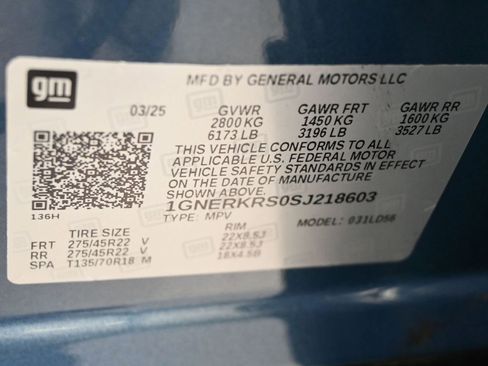 gm
MFD BY GENERAL MOTORS LLC
03/25 GVWR GAWR FRT GAWR RR
2800 KG 1450 KG 1600 KG
6173 LB 3196 LB 3527 LB
THIS VEHICLE CONFORMS TO ALL
APPLICABLE U.S. FEDERAL MOTOR
VEHICLE SAFETY STANDARDS IN EFFECT
ON THE DATE OF MANUFACTURE
SHOWN ABOVE.
1GNERKRS0SJ218603
136H
TYPE: MPV MODEL: 031LD56
TIRE SIZE RIM
FRT 275/45R22 V 22X8.5J
RR 275/45R22 V 22X8.5J
SPA T135/70R18 M 18X4.5B